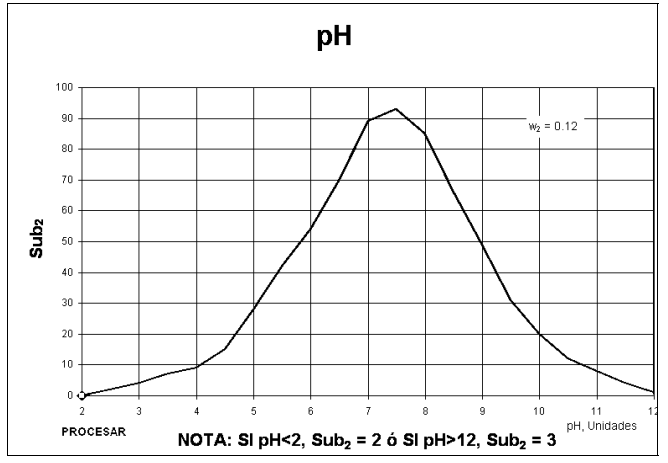 pH
100
90
80
70
60
50
40
30
20
10
0
Sub₂
w₂ = 0.12
2 3 4 5 6 7 8 9 10 11 12
pH, Unidades
PROCESAR
NOTA: SI pH<2, Sub₂ = 2 ó SI pH>12, Sub₂ = 3